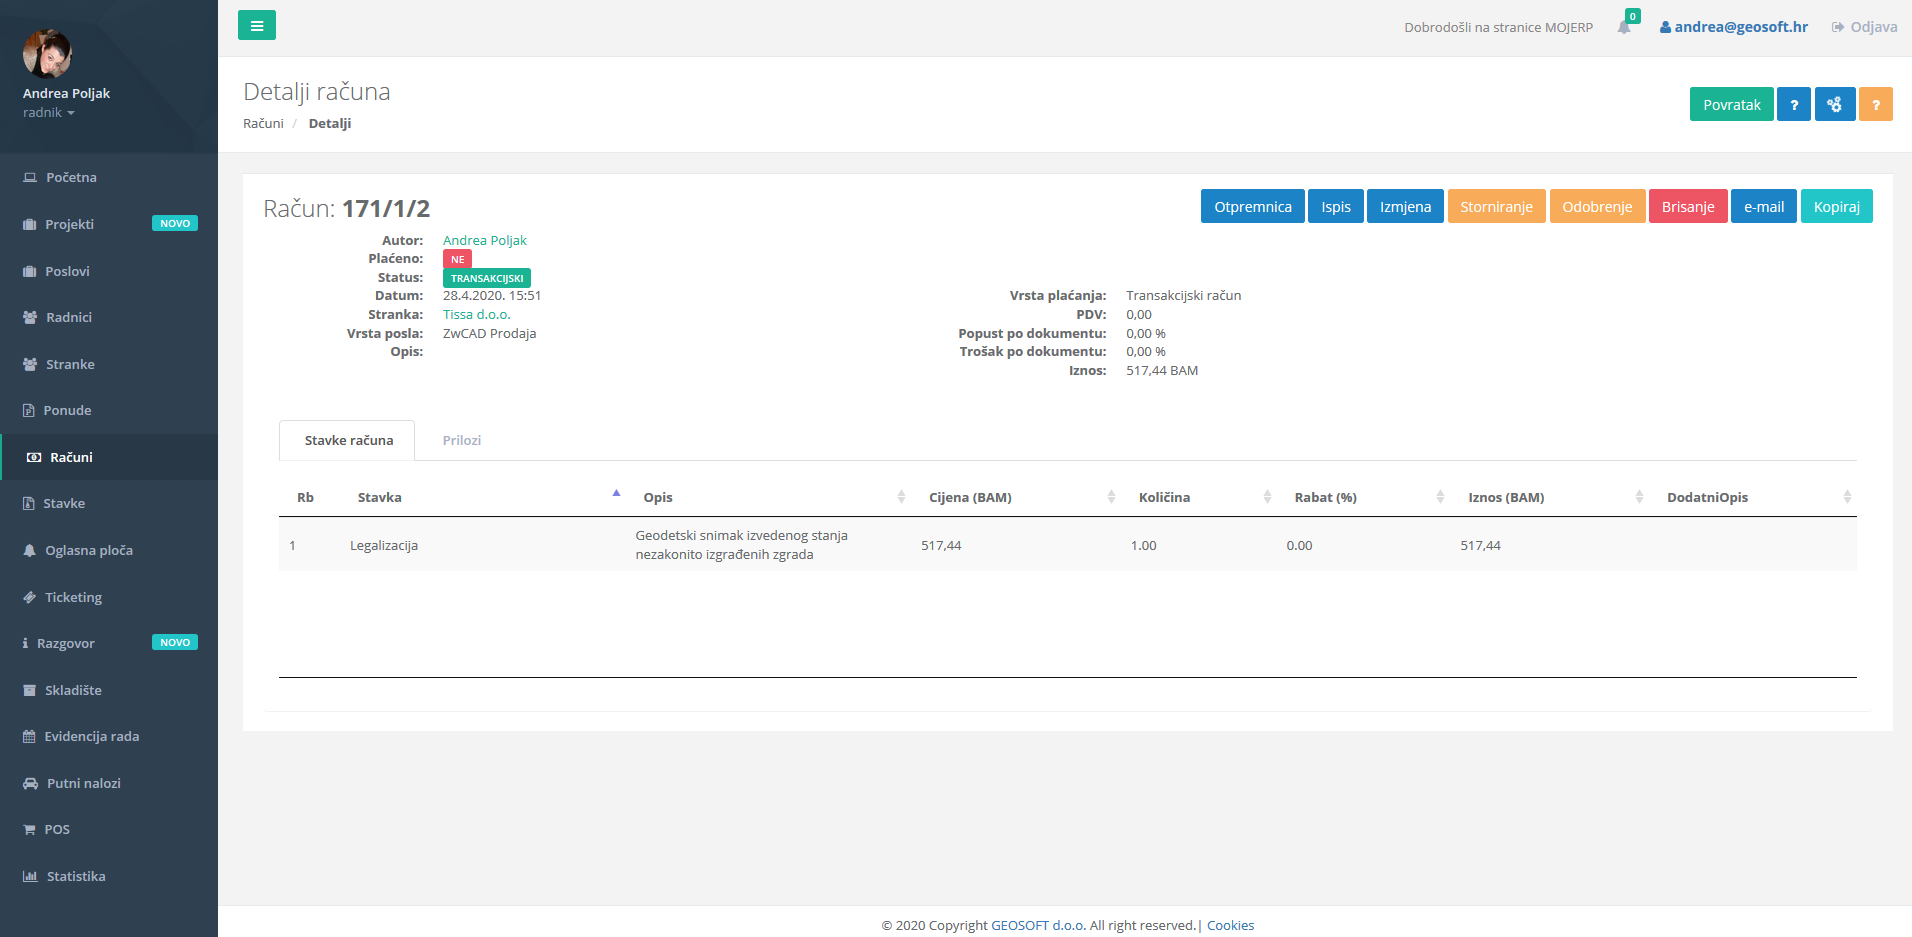 Dobrodošli na stranice MOJERP
0
andrea@geosoft.hr
Odjava
Andrea Poljak
radnik
Početna
Projekti NOVO
Poslovi
Radnici
Stranke
Ponude
Računi
Stavke
Oglasna ploča
Ticketing
Razgovor NOVO
Skladište
Evidencija rada
Putni nalozi
POS
Statistika
Detalji računa
Računi / Detalji
Povratak ? ?
Račun: 171/1/2
Otpremnica Ispis Izmjena Storniranje Odobrenje Brisanje e-mail Kopiraj
Autor: Andrea Poljak
Plaćeno: NE
Status: TRANSAKCIJSKI
Datum: 28.4.2020. 15:51
Stranka: Tissa d.o.o.
Vrsta posla: ZwCAD Prodaja
Opis:
Vrsta plaćanja: Transakcijski račun
PDV: 0,00
Popust po dokumentu: 0,00 %
Trošak po dokumentu: 0,00 %
Iznos: 517,44 BAM
Stavke računa Prilozi
Rb Stavka Opis Cijena (BAM) Količina Rabat (%) Iznos (BAM) DodatniOpis
1 Legalizacija Geodetski snimak izvedenog stanja nezakonito izgrađenih zgrada 517,44 1.00 0.00 517,44
© 2020 Copyright GEOSOFT d.o.o. All right reserved.| Cookies